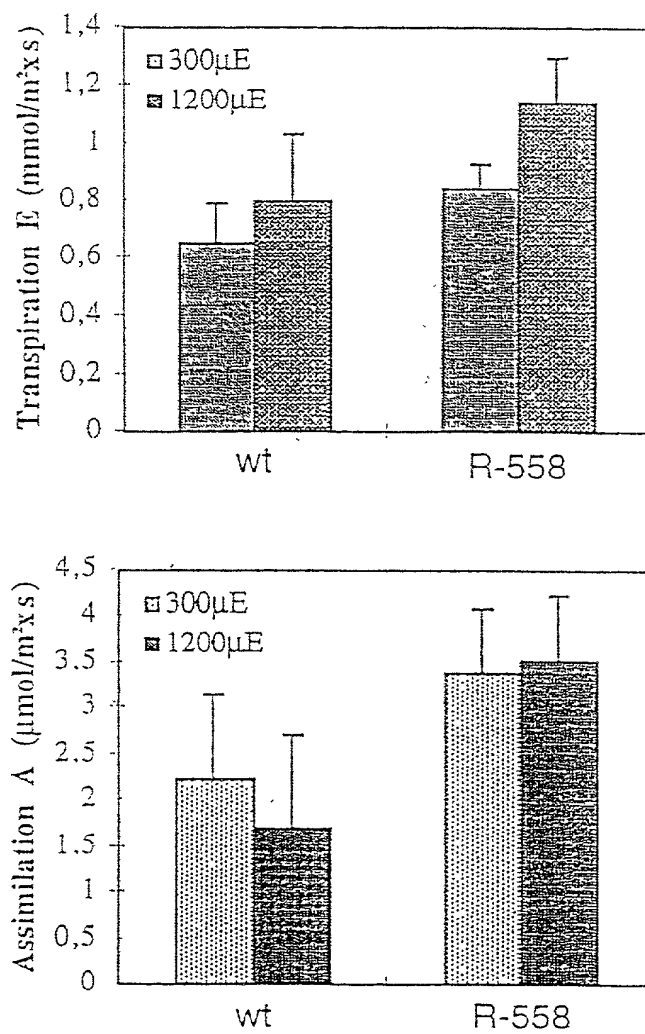 Transpiration E (mmol/m²xs)
1,4
1,2
1
0,8
0,6
0,4
0,2
0
300µE
1200µE
wt
R-558
Assimilation A (µmol/m²xs)
4,5
4
3.5
3
2.5
2
1.5
1
0,5
0
300µE
1200µE
wt
R-558